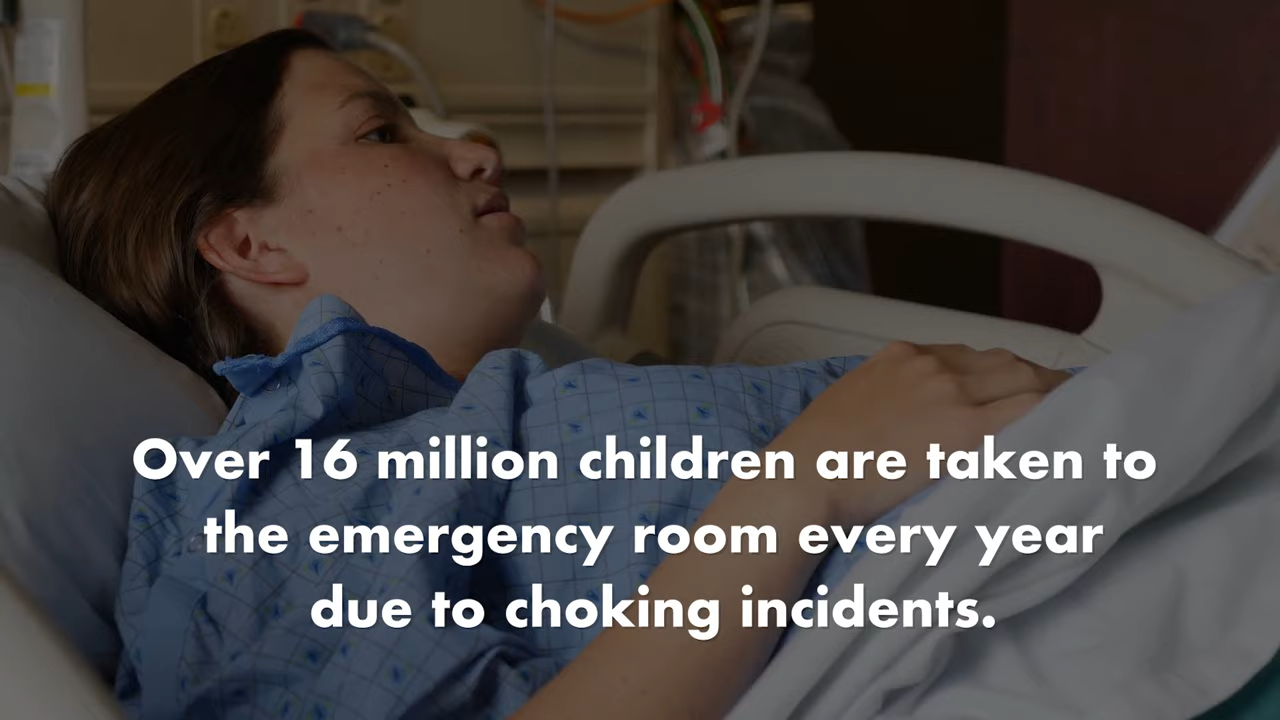 Over 16 million children are taken to
the emergency room every year
due to choking incidents.